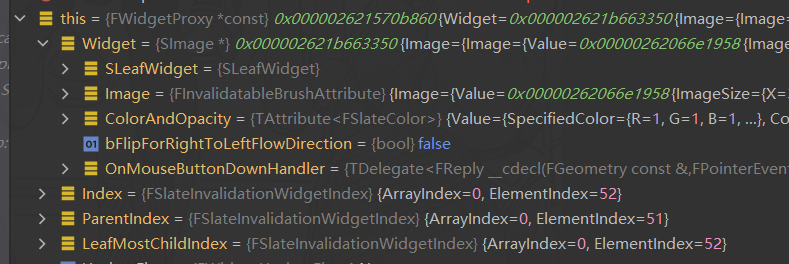 this = {FWidgetProxy *const} 0x000002621570b860 {Widget=0x000002621b663350 {Image={Image=
Widget = {SImage *} 0x000002621b663350 {Image={Image={Value=0x00000262066e1958 {Imag
SLeafWidget = {SLeafWidget}
Image = {FInvalidatableBrushAttribute} {Image={Value=0x00000262066e1958 {ImageSize={X=
ColorAndOpacity = {TAttribute<FSlateColor>} {Value={SpecifiedColor={R=1, G=1, B=1, ...}, Co
01 bFlipForRightToLeftFlowDirection = {bool} false
OnMouseButtonDownHandler = {TDelegate<FReply __cdecl(FGeometry const &,FPointerEven
Index = {FSlateInvalidationWidgetIndex} {ArrayIndex=0, ElementIndex=52}
ParentIndex = {FSlateInvalidationWidgetIndex} {ArrayIndex=0, ElementIndex=51}
LeafMostChildIndex = {FSlateInvalidationWidgetIndex} {ArrayIndex=0, ElementIndex=52}